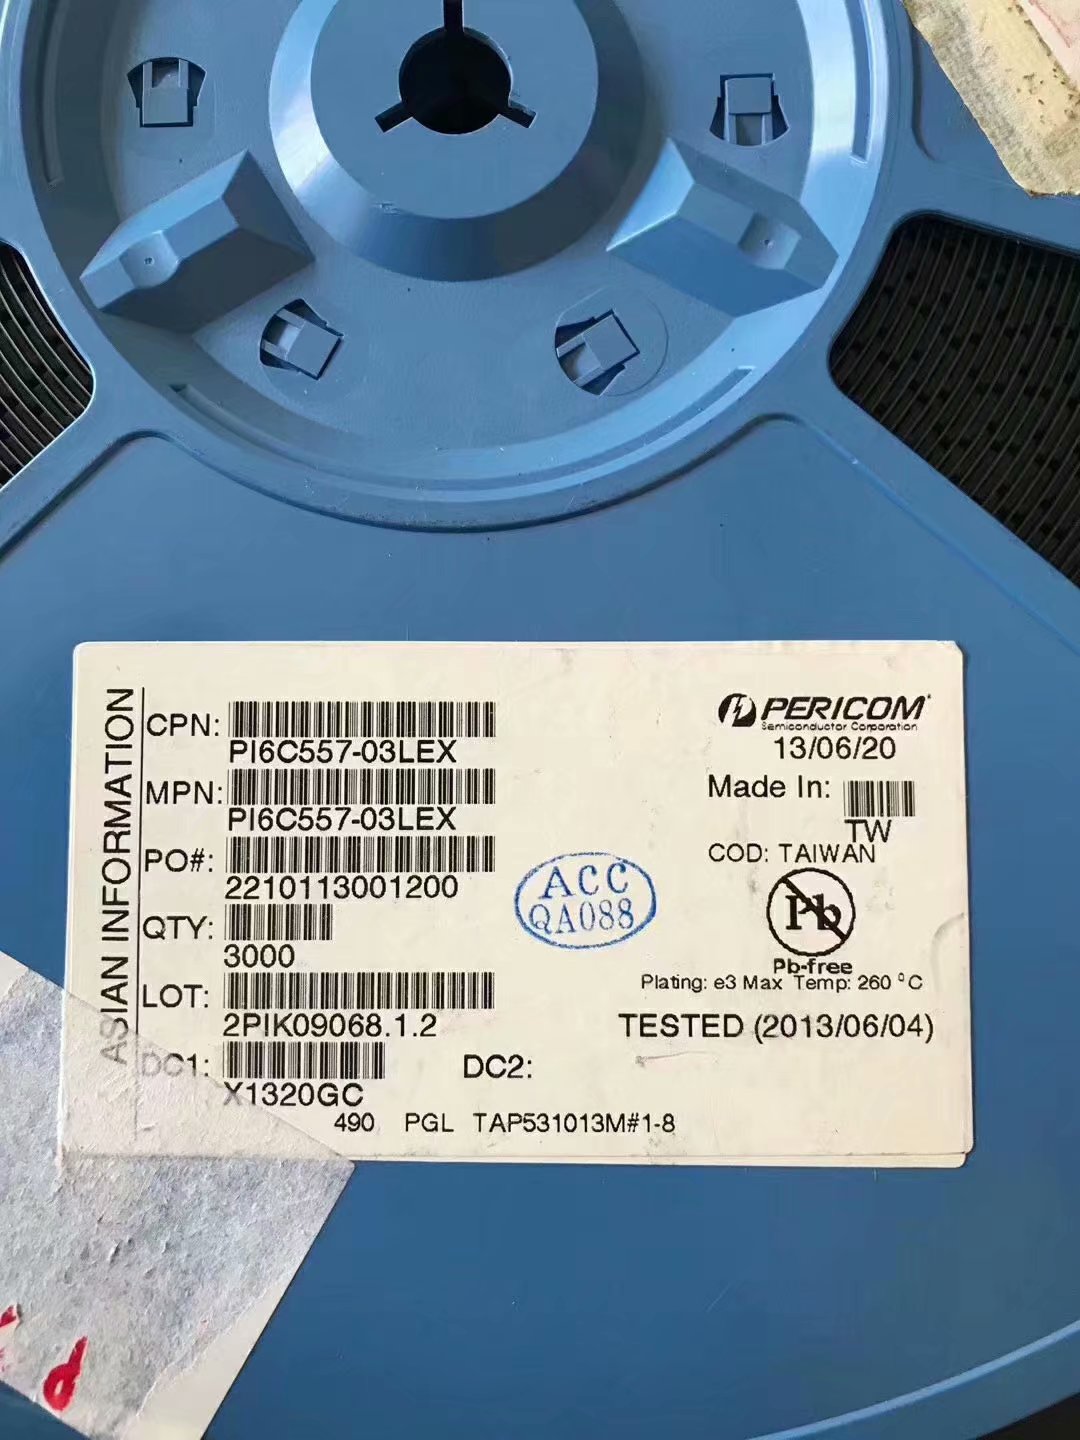 ASIAN INFORMATION
CPN:
PI6C557-03LEX
MPN:
PI6C557-03LEX
PO#:
2210113001200
QTY:
3000
LOT:
2PIK09068.1.2
DC1:
X1320GC
DC2:
490 PGL TAP531013M#1-8
PERICOM
Semiconductor Corporation
13/06/20
Made In:
TW
COD: TAIWAN
Pb
Pb-free
Plating: e3 Max Temp: 260 °C
TESTED (2013/06/04)
ACC
QA088